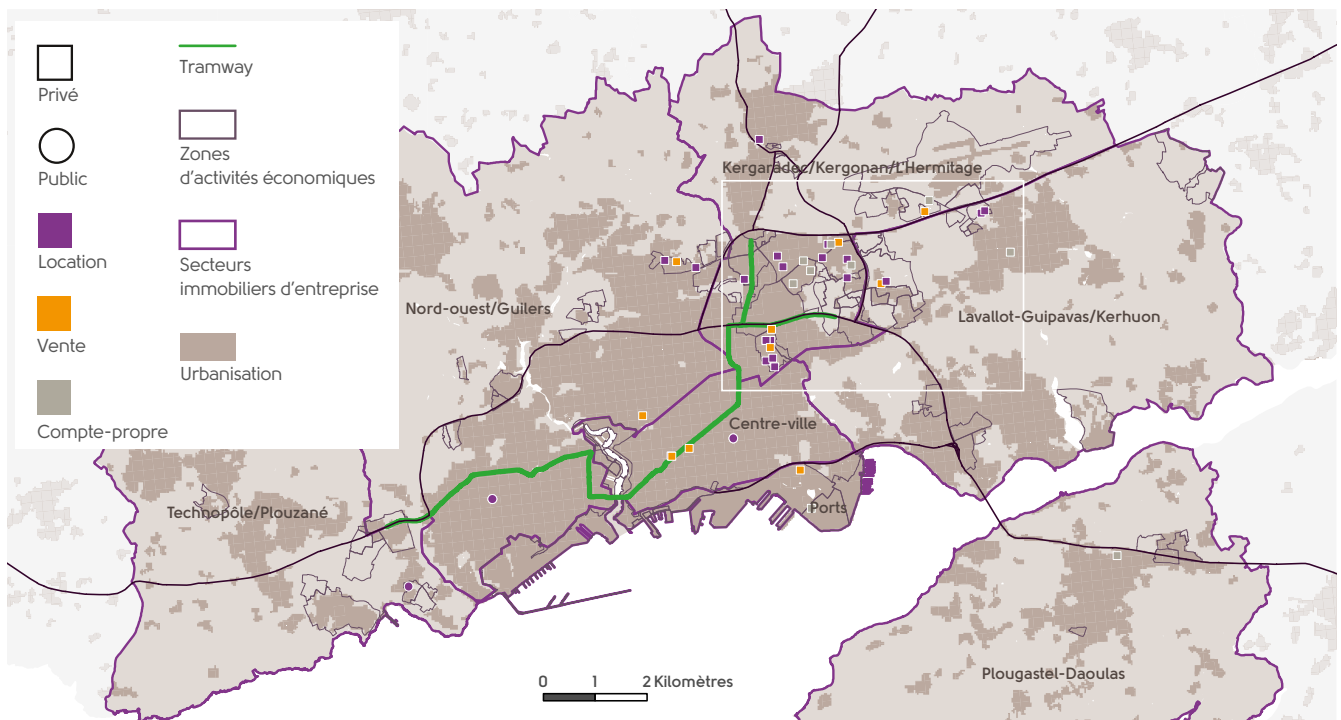 Privé
Public
Location
Vente
Compte-propre
Tramway
Zones
d'activités économiques
Secteurs
immobiliers d'entreprise
Urbanisation
Kergaradec/Kergonan/L'Hermitage
Nord-ouest/Guilers
Lavallot-Guipavas/Kerhuon
Centre-ville
Technopôle/Plouzané
Ports
Plougastel-Daoulas
0 1 2 Kilomètres